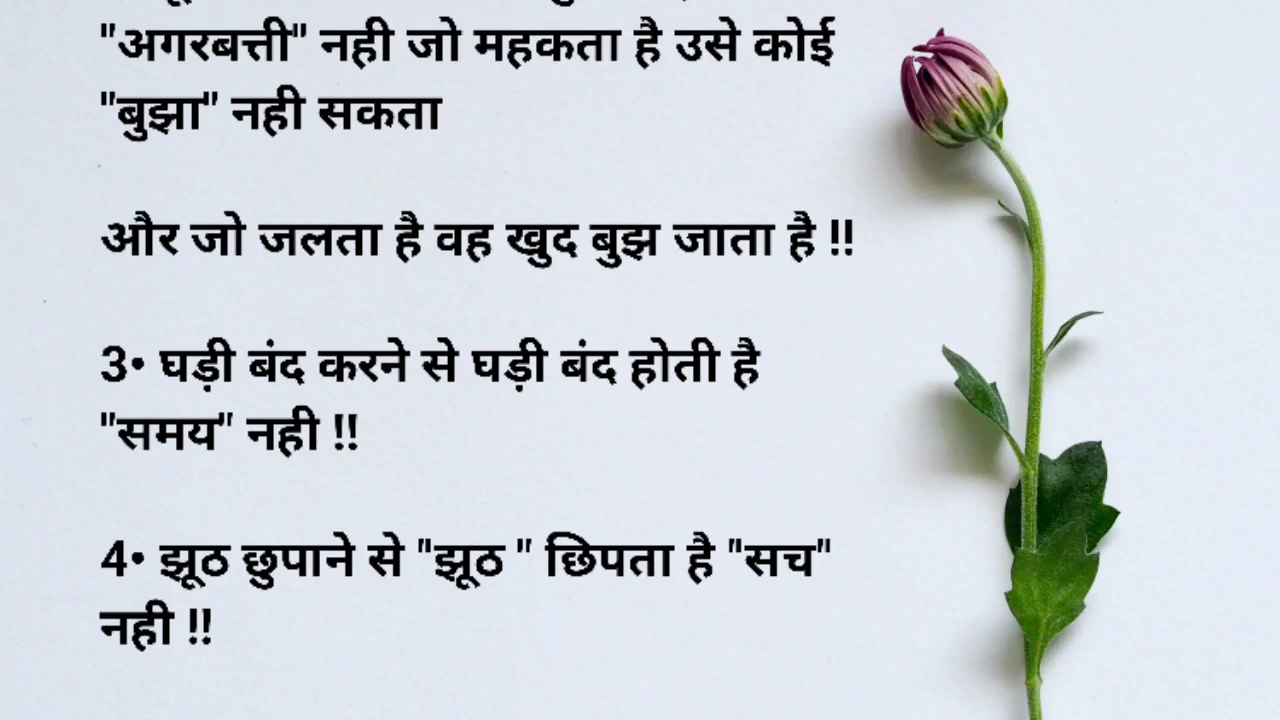 "अगरबत्ती" नही जो महकता है उसे कोई
"बुझा" नही सकता
और जो जलता है वह खुद बुझ जाता है !!
3• घड़ी बंद करने से घड़ी बंद होती है
"समय" नही !!
4• झूठ छुपाने से "झूठ " छिपता है "सच"
नही !!